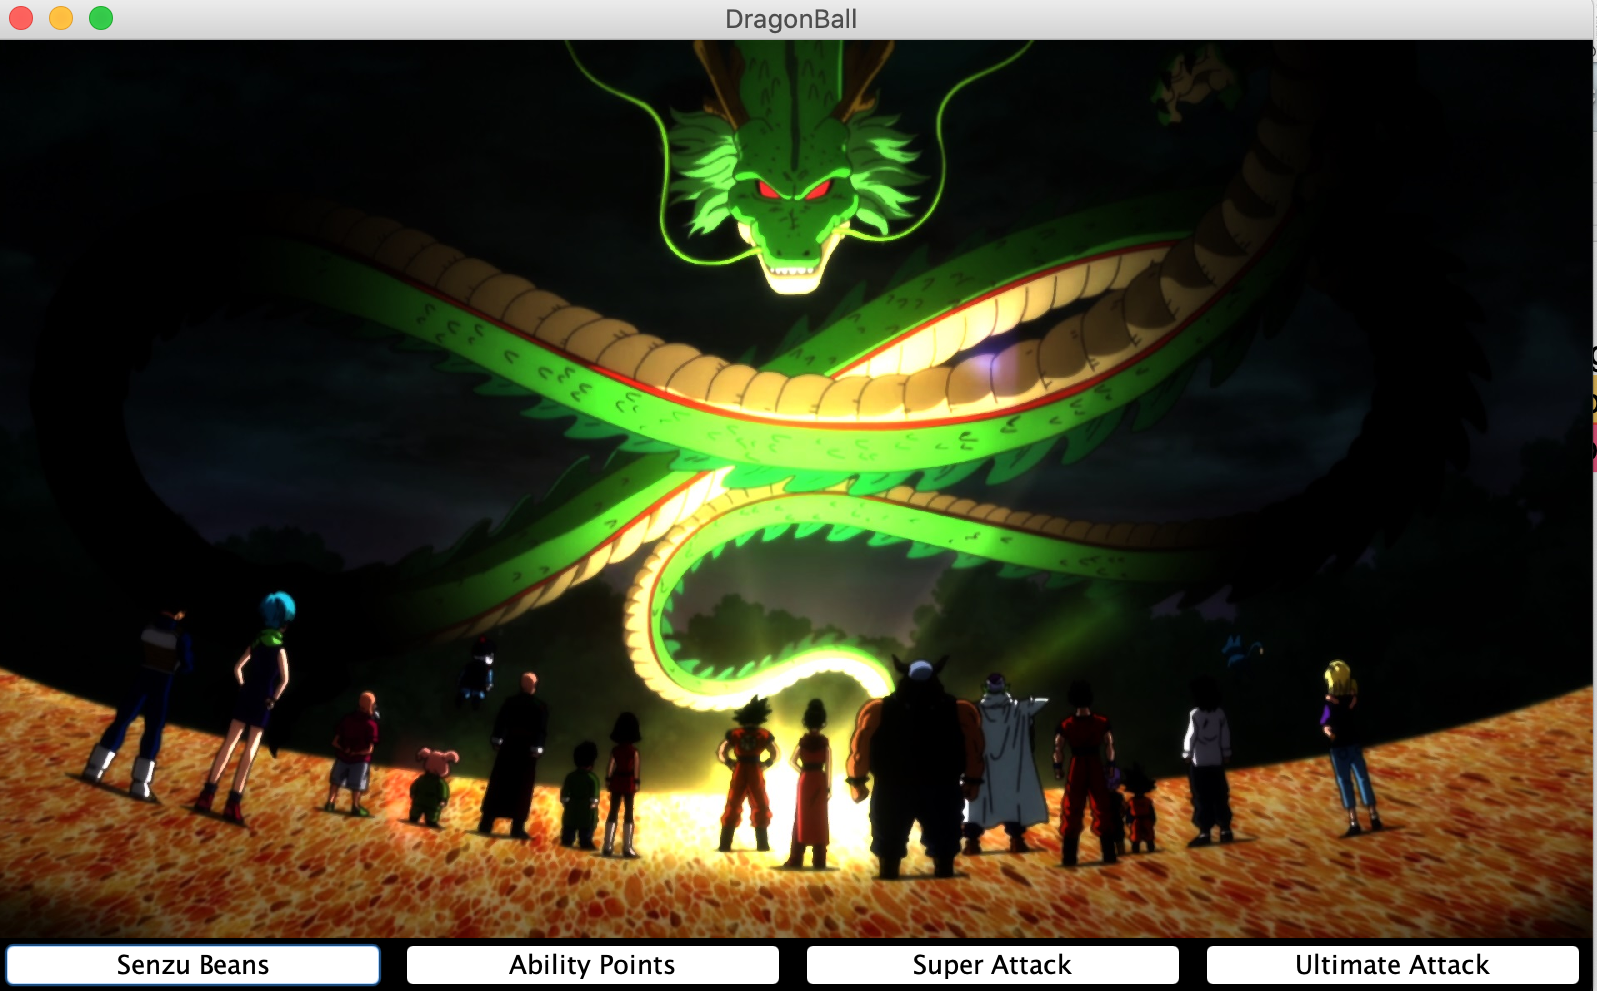 DragonBall
Senzu Beans
Ability Points
Super Attack
Ultimate Attack